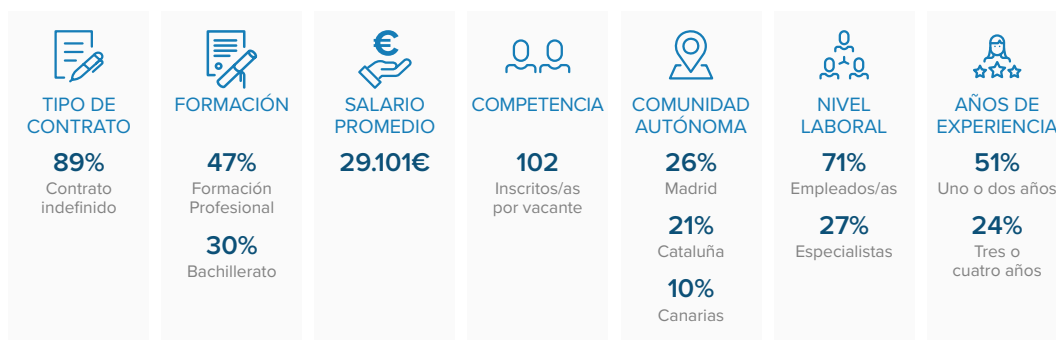 TIPO DE
CONTRATO
89%
Contrato
indefinido
FORMACIÓN
47%
Formación
Profesional
30%
Bachillerato
€
SALARIO
PROMEDIO
29.101€
COMPETENCIA
102
Inscritos/as
por vacante
COMUNIDAD
AUTÓNOMA
26%
Madrid
21%
Cataluña
10%
Canarias
NIVEL
LABORAL
71%
Empleados/as
27%
Especialistas
AÑOS DE
EXPERIENCIA
51%
Uno o dos años
24%
Tres o
cuatro años